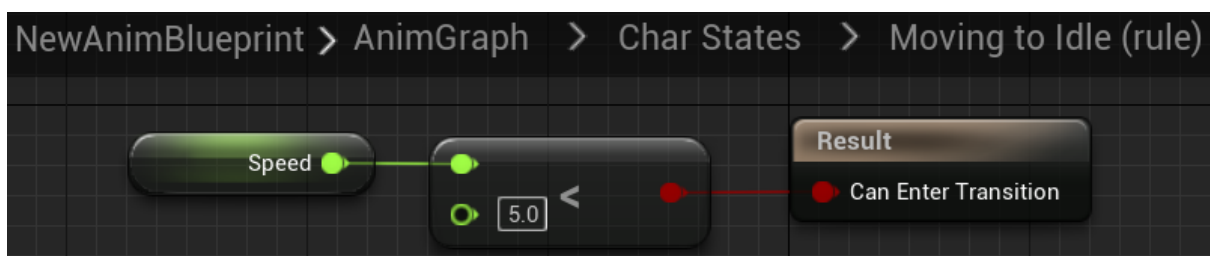 NewAnimBlueprint > AnimGraph > Char States > Moving to Idle (rule)
Speed
5.0 <
Result
Can Enter Transition